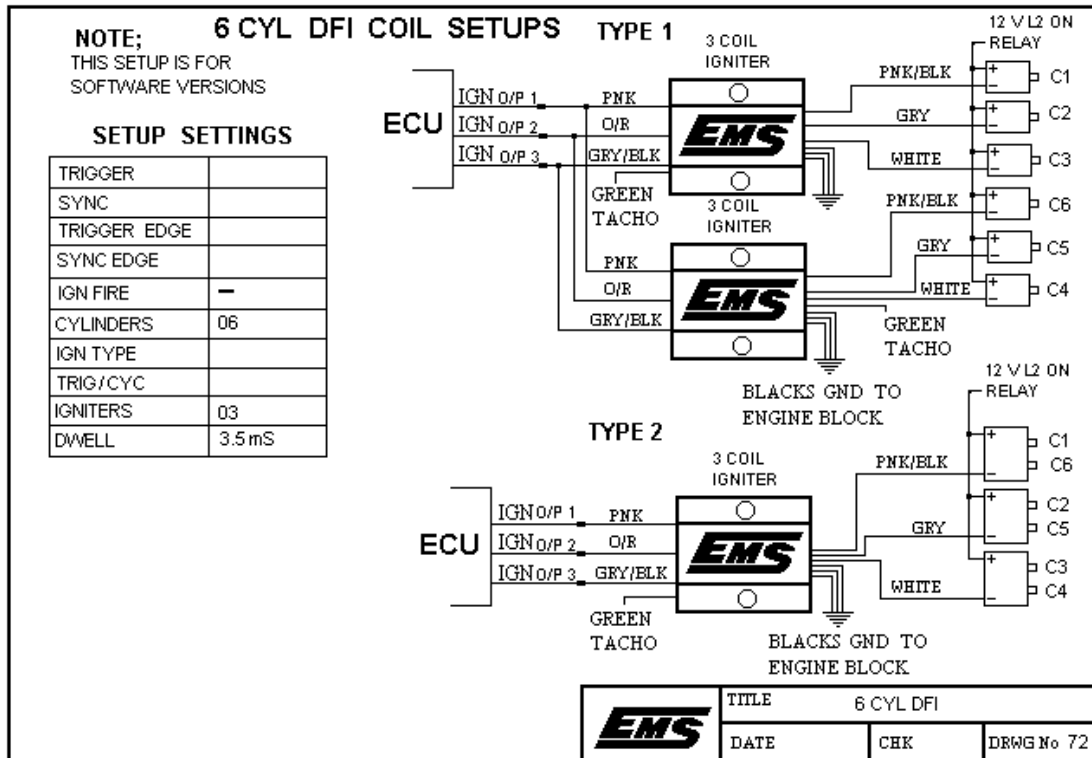 6 CYL DFI COIL SETUPS
NOTE;
THIS SETUP IS FOR
SOFTWARE VERSIONS
SETUP SETTINGS
TRIGGER
SYNC
TRIGGER EDGE
SYNC EDGE
IGN FIRE –
CYLINDERS 06
IGN TYPE
TRIG/CYC
IGNITERS 03
DWELL 3.5 mS
TYPE 1
3 COIL
IGNITER
12 V L2 ON
RELAY
ECU
IGN O/P 1 PNK
IGN O/P 2 O/R
IGN O/P 3 GRY/BLK
EMS
GREEN
TACHO
PNK/BLK
GRY
WHITE
+ – C1
+ – C2
+ – C3
3 COIL
IGNITER
PNK
O/R
GRY/BLK
EMS
PNK/BLK
GRY
WHITE
+ – C6
+ – C5
+ – C4
GREEN
TACHO
BLACKS GND TO
ENGINE BLOCK
TYPE 2
3 COIL
IGNITER
12 V L2 ON
RELAY
ECU
IGN O/P 1 PNK
IGN O/P 2 O/R
IGN O/P 3 GRY/BLK
EMS
GREEN
TACHO
PNK/BLK
GRY
WHITE
+ – C1
C6
+ – C2
C5
+ – C3
C4
BLACKS GND TO
ENGINE BLOCK
EMS
TITLE 6 CYL DFI
DATE CHK DRWG No 72